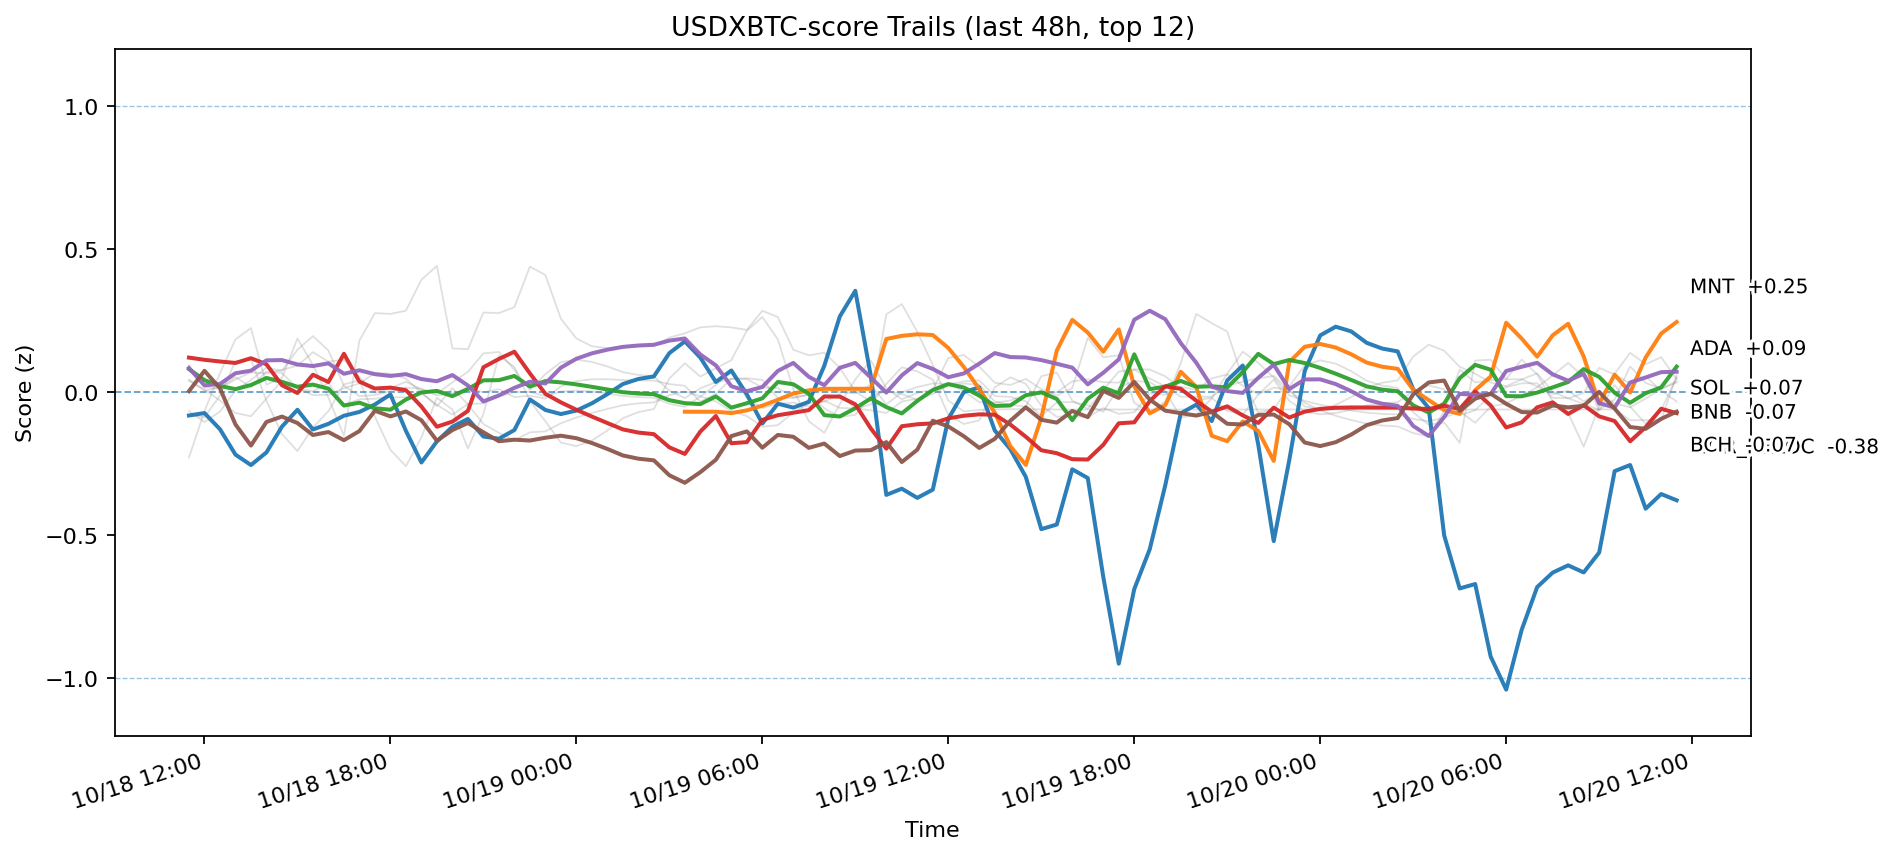 USDXBTC-score Trails (last 48h, top 12)
Score (z)
1.0
0.5
0.0
−0.5
−1.0
MNT +0.25
ADA +0.09
SOL +0.07
BNB -0.07
BCH -0.07
-0.38
10/18 12:00
10/18 18:00
10/19 00:00
10/19 06:00
10/19 12:00
10/19 18:00
10/20 00:00
10/20 06:00
10/20 12:00
Time